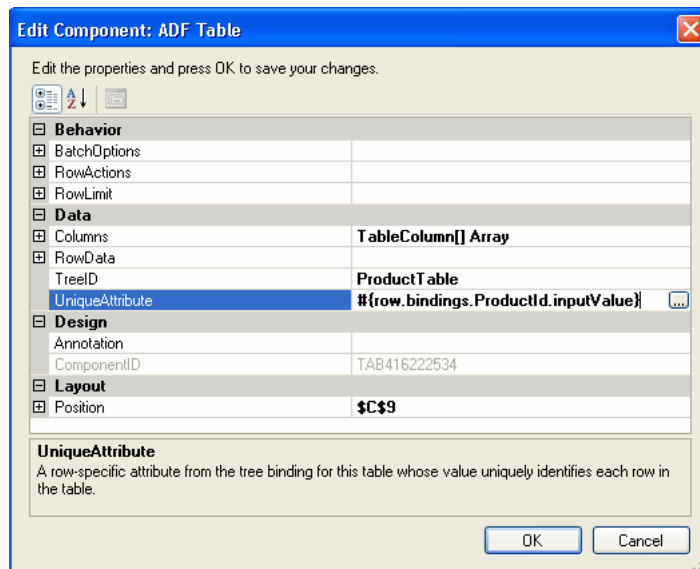 Edit Component: ADF Table
Edit the properties and press OK to save your changes.
Behavior
BatchOptions
RowActions
RowLimit
Data
Columns TableColumn[] Array
RowData
TreeID ProductTable
UniqueAttribute #{row.bindings.ProductId.inputValue} ...
Design
Annotation
ComponentID TAB416222534
Layout
Position $C$9
UniqueAttribute
A row-specific attribute from the tree binding for this table whose value uniquely identifies each row in
the table.
OK Cancel